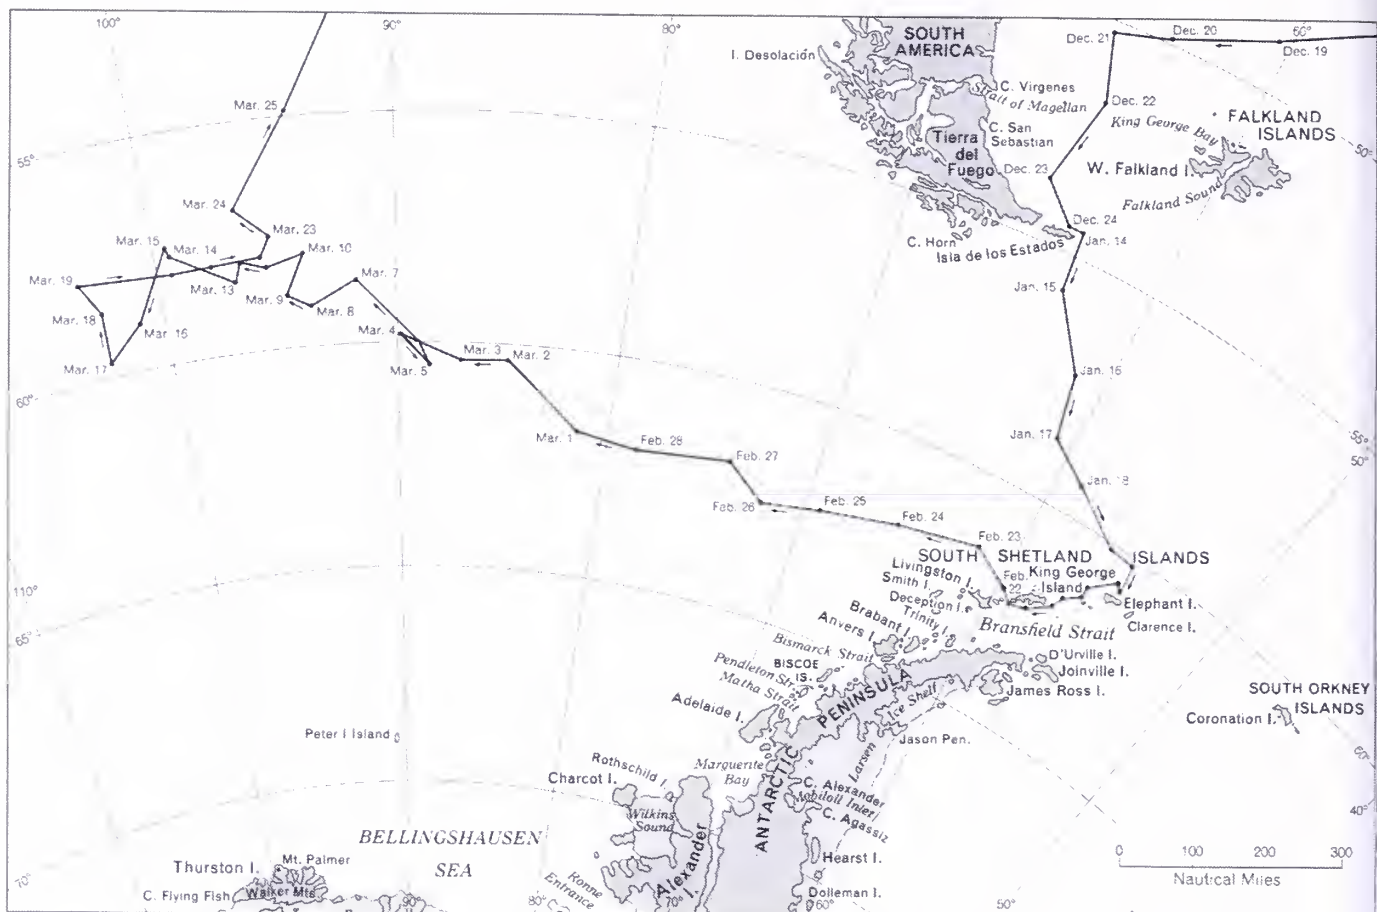 100°
90°
80°
60°
Dec. 21
Dec. 20
Dec. 19
SOUTH
AMERICA
I. Desolación
C. Virgenes
Strait of Magellan
Dec. 22
Mar. 25
King George Bay
FALKLAND
ISLANDS
C. San
Sebastian
Tierra
del
Fuego
Dec. 23
W. Falkland I.
Falkland Sound
50°
55°
Mar. 24
Mar. 23
Dec. 24
C. Horn
Isla de los Estados
Jan. 14
Mar. 15
Mar. 14
Mar. 10
Mar. 19
Mar. 13
Mar. 9
Mar. 7
Mar. 8
Jan. 15
Mar. 18
Mar. 16
Mar. 4
Mar. 3
Mar. 2
Mar. 17
Mar. 5
Jan. 16
60°
Mar. 1
Feb. 28
Feb. 27
Jan. 17
55°
50°
Jan. 18
Feb. 26
Feb. 25
Feb. 24
Feb. 23
SOUTH SHETLAND ISLANDS
Livingston I.
Feb.
22
King George
Island
Smith I.
Deception I.
Elephant I.
110°
Trinity I.
Brabant I.
Bransfield Strait
Clarence I.
Anvers I.
65°
Bismarck Strait
D'Urville I.
BISCOE
IS.
Joinville I.
Pendleton Str.
James Ross I.
Matha Strait
PENINSULA
Ice Shelf
SOUTH ORKNEY
ISLANDS
Adelaide I.
Coronation I.
Peter I Island
Jason Pen.
Larsen
60°
Rothschild I.
Marguerite
Bay
Charcot I.
ANTARCTIC
C. Alexander
Mobiloil Inlet
C. Agassiz
40°
Wilkins
Sound
BELLINGSHAUSEN
SEA
Alexander
I.
Hearst I.
0 100 200 300
Nautical Miles
Thurston I.
Mt. Palmer
Walker Mts
C. Flying Fish
Ronne
Entrance
Dolleman I.
70°
90°
80°
70°
60°
50°